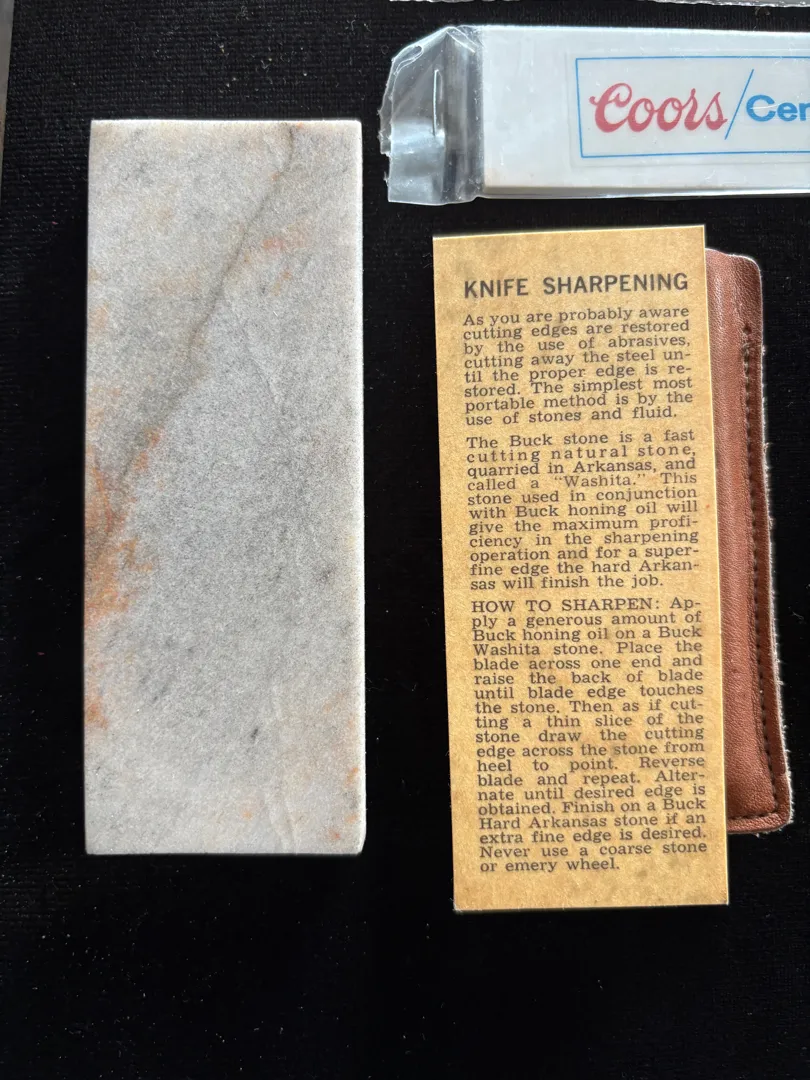 Coors/Cer
KNIFE SHARPENING
As you are probably aware
cutting edges are restored
by the use of abrasives,
cutting away the steel un-
til the proper edge is re-
stored. The simplest most
portable method is by the
use of stones and fluid.
The Buck stone is a fast
cutting natural stone,
quarried in Arkansas, and
called a "Washita." This
stone used in conjunction
with Buck honing oil will
give the maximum profi-
ciency in the sharpening
operation and for a super-
fine edge the hard Arkan-
sas will finish the job.
HOW TO SHARPEN: Ap-
ply a generous amount of
Buck honing oil on a Buck
Washita stone. Place the
blade across one end and
raise the back of blade
until blade edge touches
the stone. Then as if cut-
ting a thin slice of the
stone draw the cutting
edge across the stone from
heel to point. Reverse
blade and repeat. Alter-
nate until desired edge is
obtained. Finish on a Buck
Hard Arkansas stone if an
extra fine edge is desired.
Never use a coarse stone
or emery wheel.